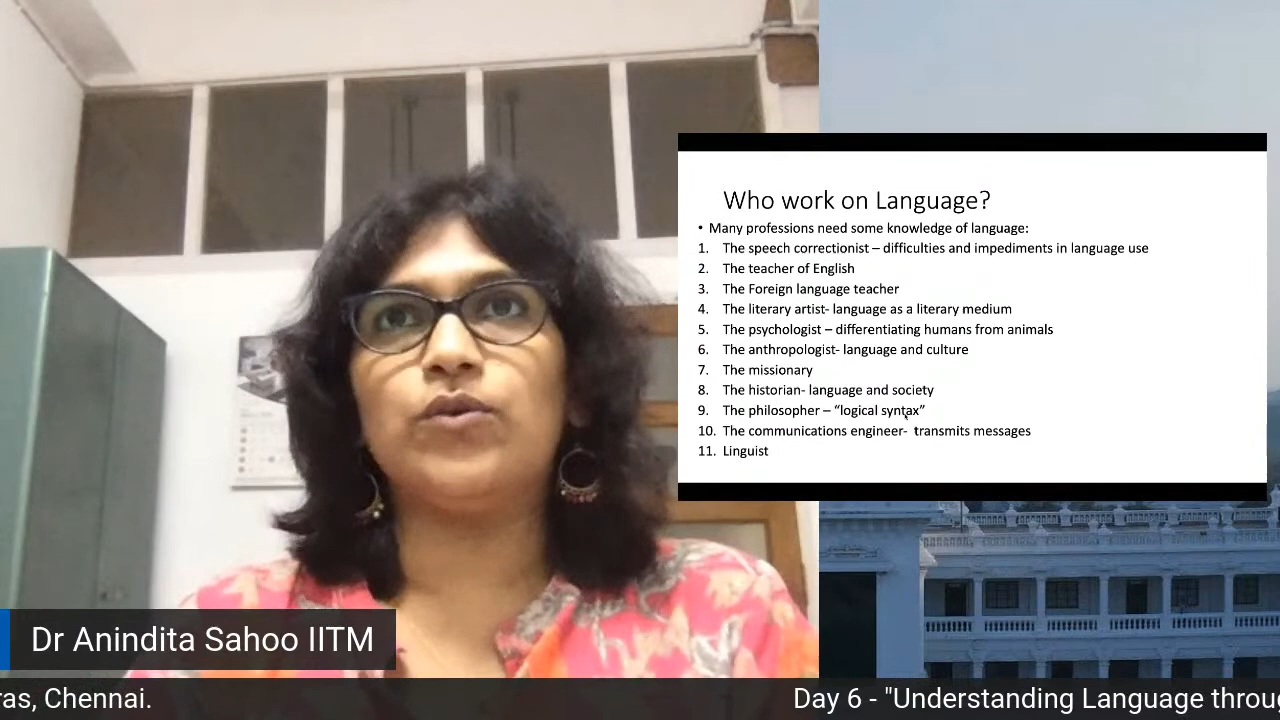 Who work on Language?
• Many professions need some knowledge of language:
1. The speech correctionist – difficulties and impediments in language use
2. The teacher of English
3. The Foreign language teacher
4. The literary artist- language as a literary medium
5. The psychologist – differentiating humans from animals
6. The anthropologist- language and culture
7. The missionary
8. The historian- language and society
9. The philosopher – “logical syntax”
10. The communications engineer- transmits messages
11. Linguist
Dr Anindita Sahoo IITM
ras, Chennai.
Day 6 - "Understanding Language throug